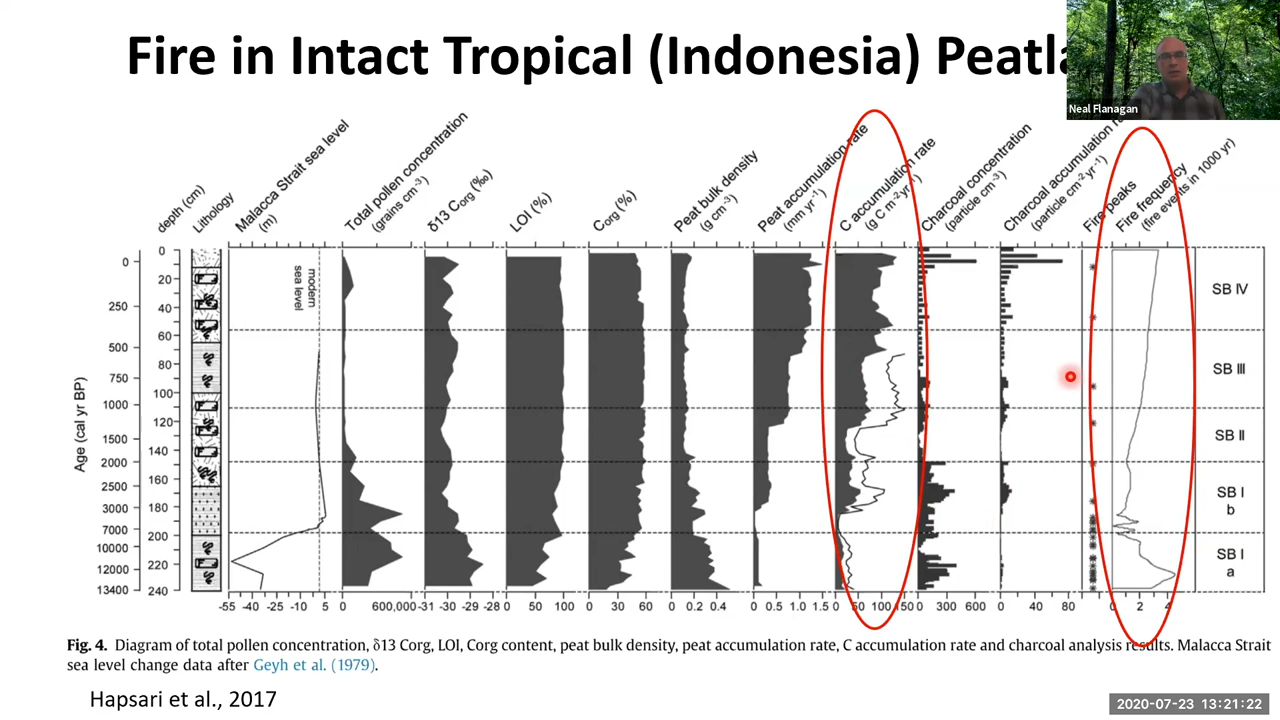 Fire in Intact Tropical (Indonesia) Peatla
Neal Flanagan
depth (cm)
Lithology
Malacca Strait sea level
(m)
Total pollen concentration
(grains cm⁻³)
δ13 Corg (‰)
LOI (%)
Corg (%)
Peat bulk density
(g cm⁻³)
Peat accumulation rate
(mm yr⁻¹)
C accumulation rate
(g C m⁻² yr⁻¹)
Charcoal concentration
(particle cm⁻³)
Charcoal accumulation
(particle cm⁻² yr⁻¹)
Fire peaks
Fire frequency
(fire events in 1000 yr)
modern
sea level
Age (cal yr BP)
0
250
500
750
1000
1500
2000
2500
3000
7000
10000
12000
13400
0
20
40
60
80
100
120
140
160
180
200
220
240
SB IV
SB III
SB II
SB I
b
SB I
a
-55 -40 -25 -10 5
0 600,000
-31 -30 -29 -28
0 50 100
0 30 60
0 0.2 0.4
0 0.5 1.0 1.5
0 50 100 150
0 300 600
0 40 80
0 2 4
Fig. 4. Diagram of total pollen concentration, δ13 Corg, LOI, Corg content, peat bulk density, peat accumulation rate, C accumulation rate and charcoal analysis results. Malacca Strait
sea level change data after Geyh et al. (1979).
Hapsari et al., 2017
2020-07-23 13:21:22